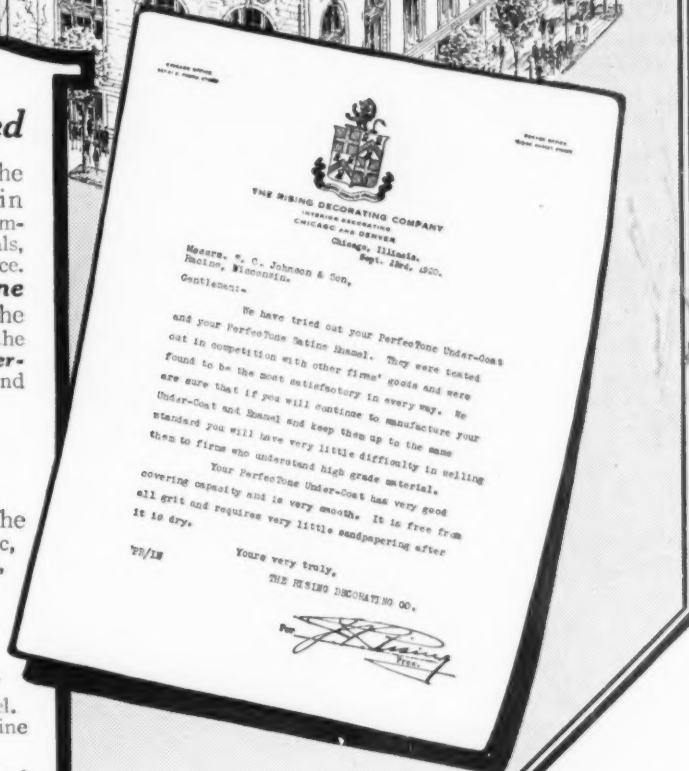 ed
he
in
m-
als,
ce.
ne
he
the
er-
nd
he
c,
,
el.
ine
CHICAGO OFFICE
DENVER OFFICE
THE RISING DECORATING COMPANY
INTERIOR DECORATING
CHICAGO AND DENVER
Chicago, Illinois.
Sept. 1920.
Messrs. S. C. Johnson & Son,
Racine, Wisconsin.
Gentlemen:-
We have tried out your PerfecTone Under-Coat
and your PerfecTone Satine Enamel. They were tested
out in competition with other firms' goods and were
found to be the most satisfactory in every way. We
are sure that if you will continue to manufacture your
Under-Coat and Enamel and keep them up to the same
standard you will have very little difficulty in selling
them to firms who understand high grade material.
Your PerfecTone Under-Coat has very good
covering capacity and is very smooth. It is free from
all grit and requires very little sandpapering after
it is dry.
Yours very truly,
THE RISING DECORATING CO.
For Rising
Pres.